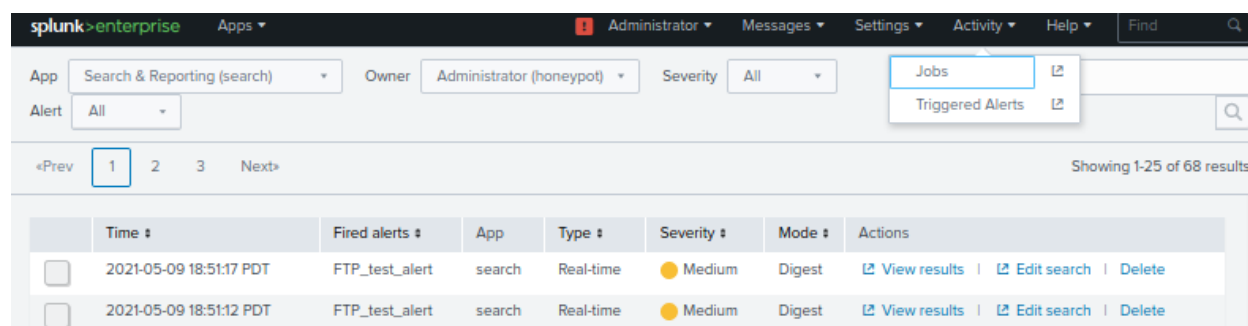 splunk>enterprise Apps ▾ ! Administrator ▾ Messages ▾ Settings ▾ Activity ▾ Help ▾ Find
App Search & Reporting (search) Owner Administrator (honeypot) Severity All Jobs
Alert All Triggered Alerts
«Prev 1 2 3 Next» Showing 1-25 of 68 results
Time Fired alerts App Type Severity Mode Actions
2021-05-09 18:51:17 PDT FTP_test_alert search Real-time Medium Digest View results | Edit search | Delete
2021-05-09 18:51:12 PDT FTP_test_alert search Real-time Medium Digest View results | Edit search | Delete